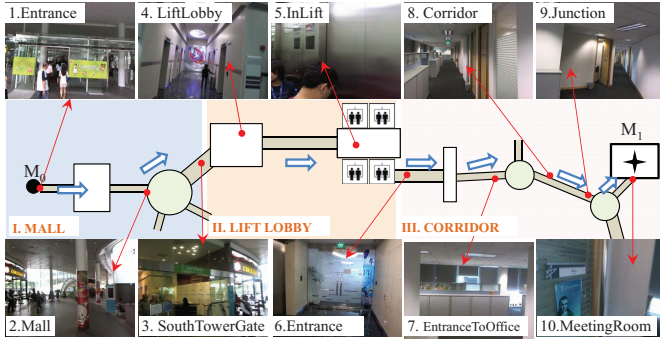 1.Entrance
4. LiftLobby
5.InLift
8. Corridor
9.Junction
M0
M1
I. MALL
II. LIFT LOBBY
III. CORRIDOR
2.Mall
3. SouthTowerGate
6.Entrance
7. EntranceToOffice
10.MeetingRoom